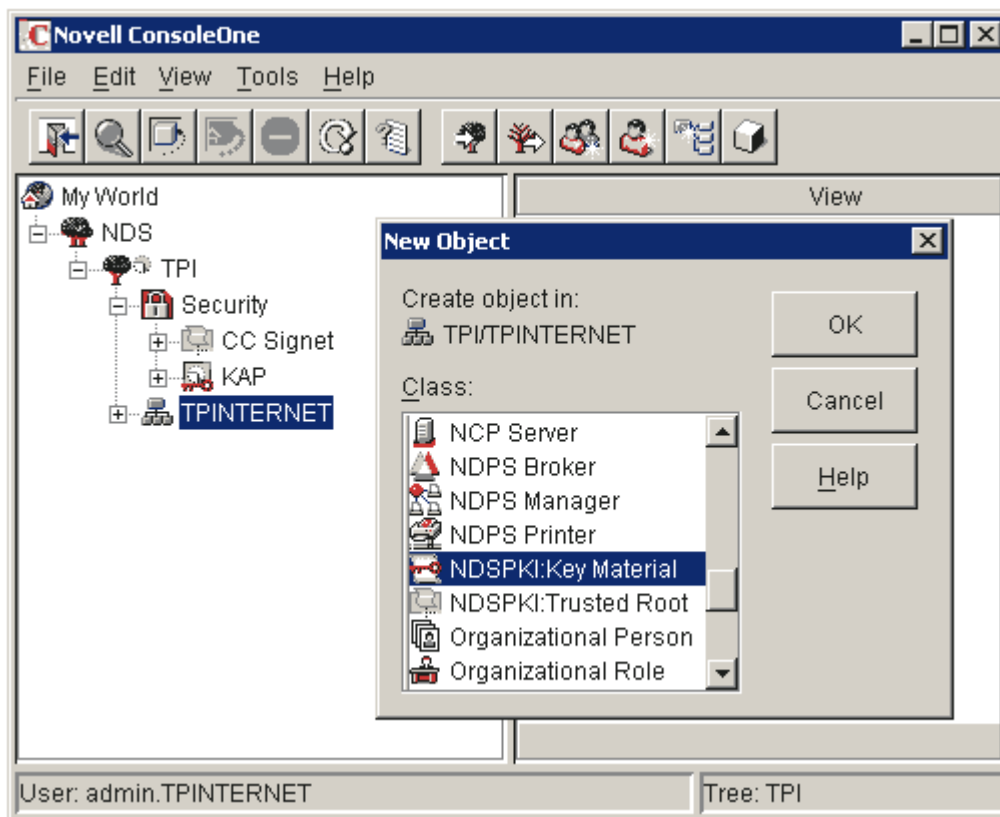 Novell ConsoleOne
File Edit View Tools Help
My World
NDS
TPI
Security
CC Signet
KAP
TPINTERNET
View
New Object
Create object in:
TPI/TPINTERNET
Class:
NCP Server
NDPS Broker
NDPS Manager
NDPS Printer
NDSPKI:Key Material
NDSPKI:Trusted Root
Organizational Person
Organizational Role
OK
Cancel
Help
User: admin.TPINTERNET
Tree: TPI